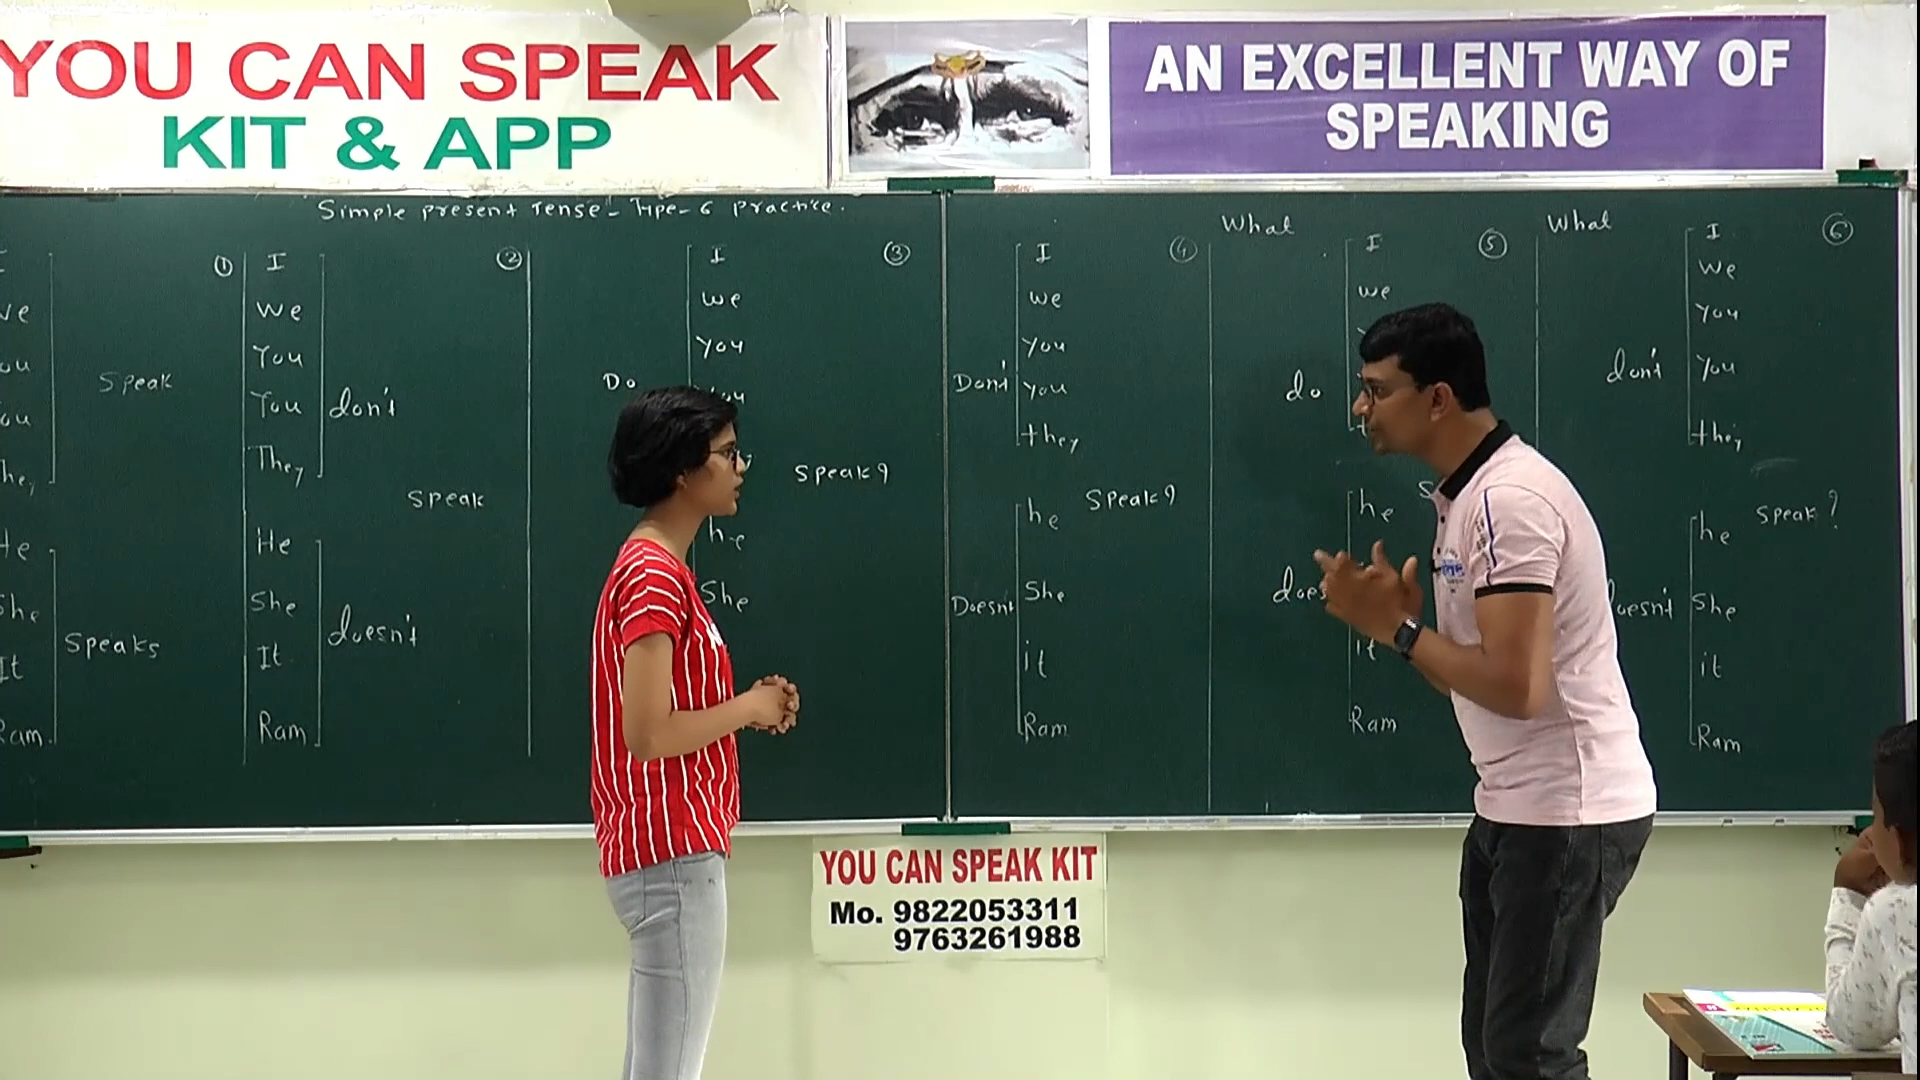 YOU CAN SPEAK
KIT & APP
AN EXCELLENT WAY OF
SPEAKING
Simple present Tense - Type - 6 Practice.
Speak
Speaks
①
I
We
You
You
They
don't
Speak
He
She
It
Ram
doesn't
②
Do
I
we
you
Speak?
he
She
③
Don't
I
we
you
you
they
Speak?
Doesn't
he
She
it
Ram
④
What
do
I
we
he
it
Ram
⑤
What
don't
I
we
you
you
they
Speak?
he
She
it
Ram
⑥
YOU CAN SPEAK KIT
Mo. 9822053311
9763261988